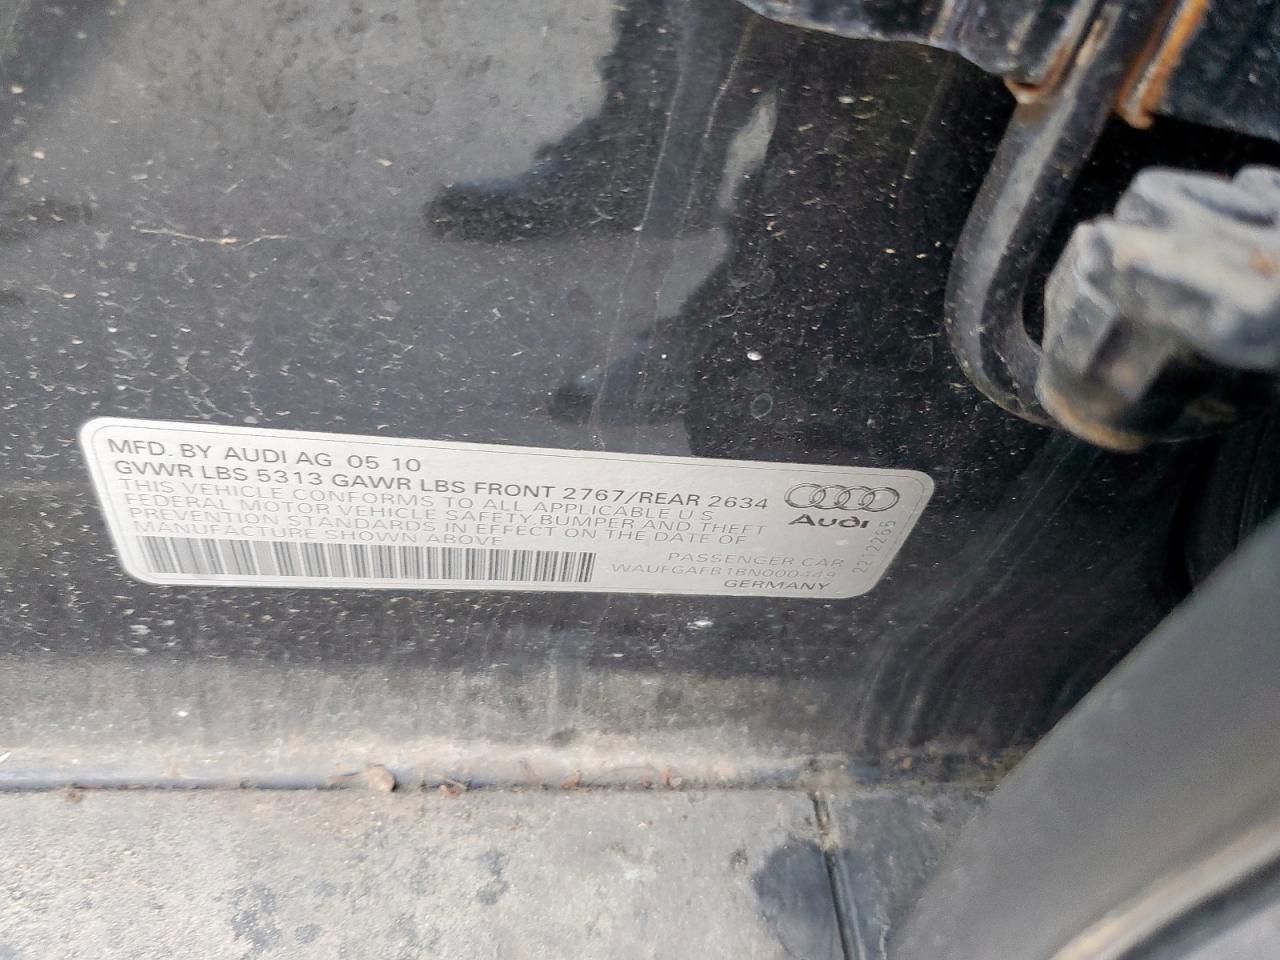 MFD. BY AUDI AG 05 10
GVWR LBS 5313 GAWR LBS FRONT 2767/REAR 2634
THIS VEHICLE CONFORMS TO ALL APPLICABLE U.S.
FEDERAL MOTOR VEHICLE SAFETY, BUMPER AND THEFT
PREVENTION STANDARDS IN EFFECT ON THE DATE OF
MANUFACTURE SHOWN ABOVE
PASSENGER CAR
WAUFGAFB1BN000449
GERMANY
Audi
2212265